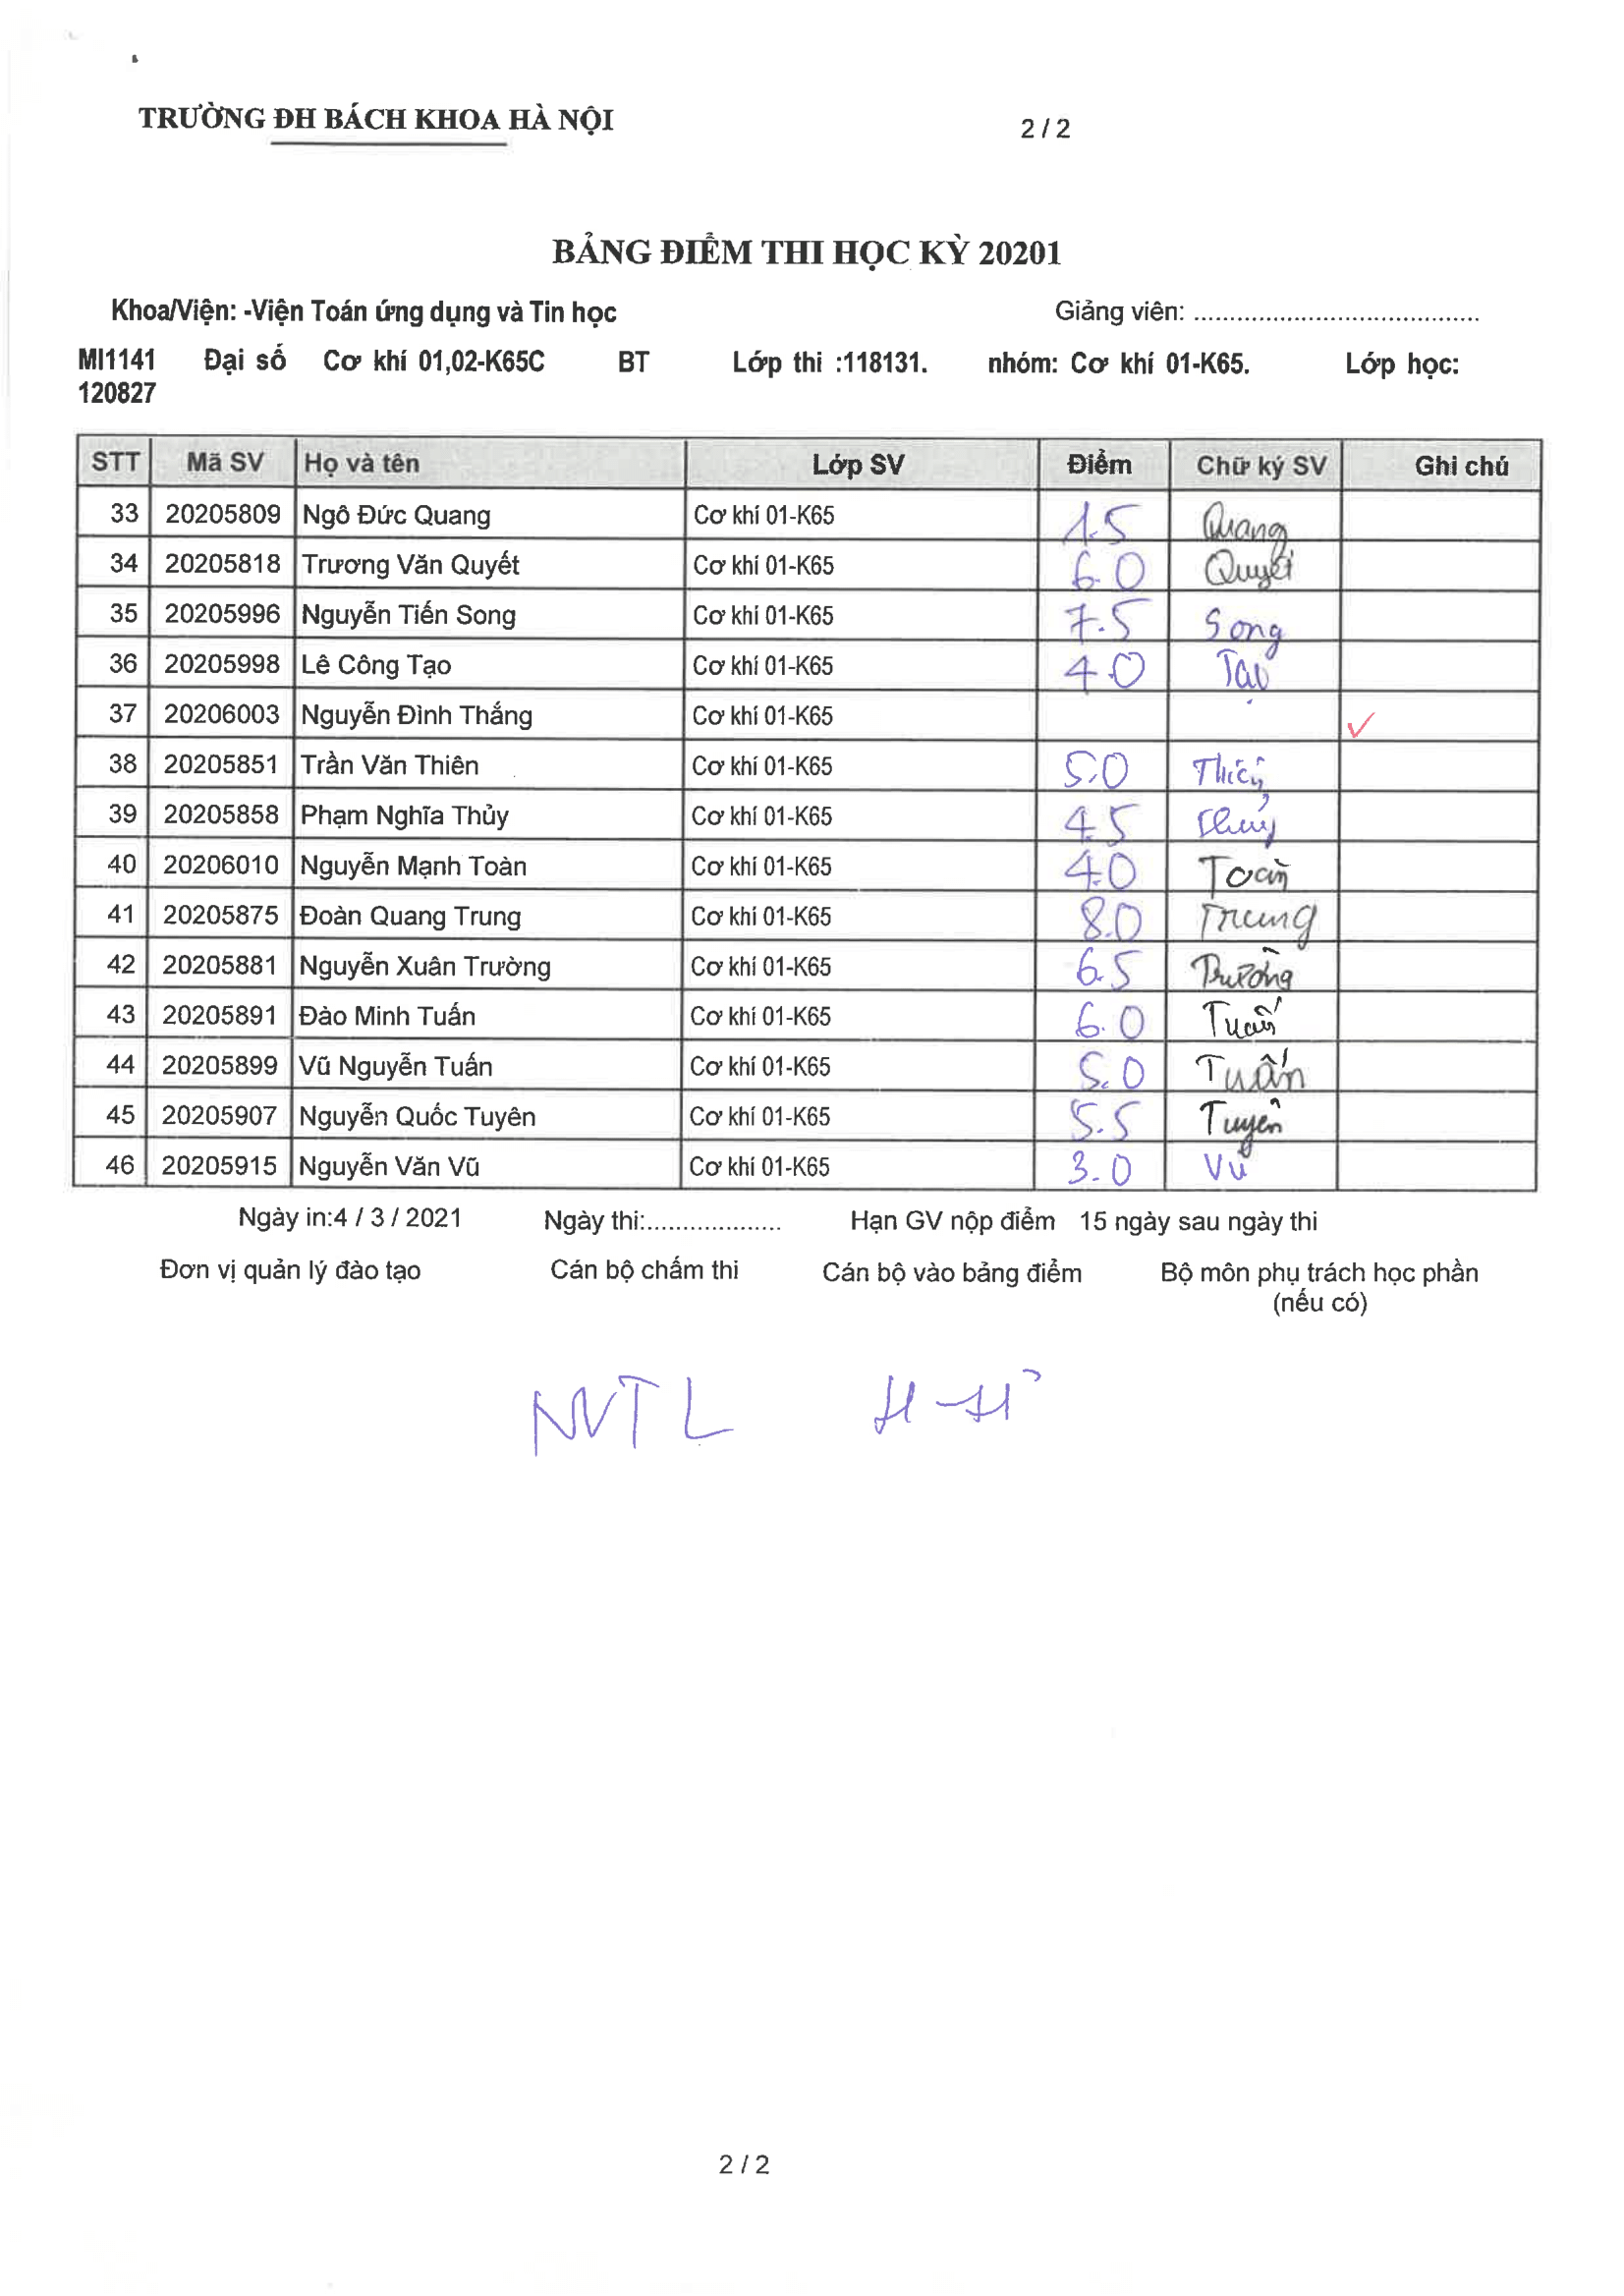 TRƯỜNG ĐH BÁCH KHOA HÀ NỘI 2 / 2
BẢNG ĐIỂM THI HỌC KỲ 20201
Khoa/Viện: -Viện Toán ứng dụng và Tin học Giảng viên: .......................................
MI1141 Đại số Cơ khí 01,02-K65C BT Lớp thi :118131. nhóm: Cơ khí 01-K65. Lớp học:
120827
STT Mã SV Họ và tên Lớp SV Điểm Chữ ký SV Ghi chú
33 20205809 Ngô Đức Quang Cơ khí 01-K65 1.5 Quang
34 20205818 Trương Văn Quyết Cơ khí 01-K65 6.0 Quyết
35 20205996 Nguyễn Tiến Song Cơ khí 01-K65 7.5 Song
36 20205998 Lê Công Tạo Cơ khí 01-K65 4.0 Tạo
37 20206003 Nguyễn Đình Thắng Cơ khí 01-K65 ✓
38 20205851 Trần Văn Thiên Cơ khí 01-K65 5.0 Thiên
39 20205858 Phạm Nghĩa Thủy Cơ khí 01-K65 4.5 Thủy
40 20206010 Nguyễn Mạnh Toàn Cơ khí 01-K65 4.0 Toàn
41 20205875 Đoàn Quang Trung Cơ khí 01-K65 8.0 Trung
42 20205881 Nguyễn Xuân Trường Cơ khí 01-K65 6.5 Trường
43 20205891 Đào Minh Tuấn Cơ khí 01-K65 6.0 Tuấn
44 20205899 Vũ Nguyễn Tuấn Cơ khí 01-K65 5.0 Tuấn
45 20205907 Nguyễn Quốc Tuyên Cơ khí 01-K65 5.5 Tuyên
46 20205915 Nguyễn Văn Vũ Cơ khí 01-K65 3.0 Vũ
Ngày in:4 / 3 / 2021 Ngày thi:................... Hạn GV nộp điểm 15 ngày sau ngày thi
Đơn vị quản lý đào tạo Cán bộ chấm thi Cán bộ vào bảng điểm Bộ môn phụ trách học phần
(nếu có)
NVTL
2 / 2